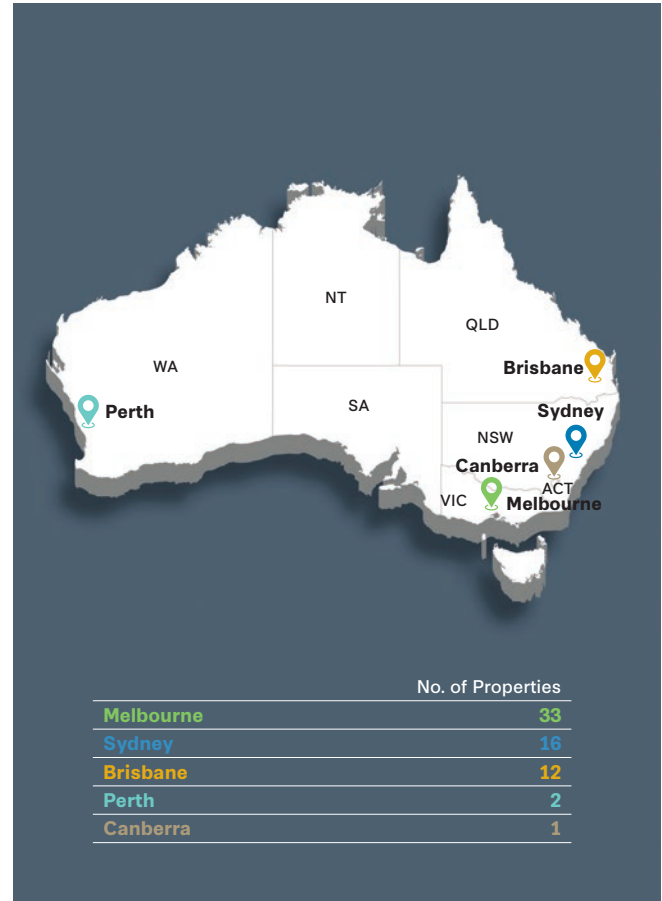 NT
QLD
WA
Brisbane
Perth
SA
Sydney
NSW
Canberra
ACT
VIC
Melbourne
No. of Properties
Melbourne 33
Sydney 16
Brisbane 12
Perth 2
Canberra 1